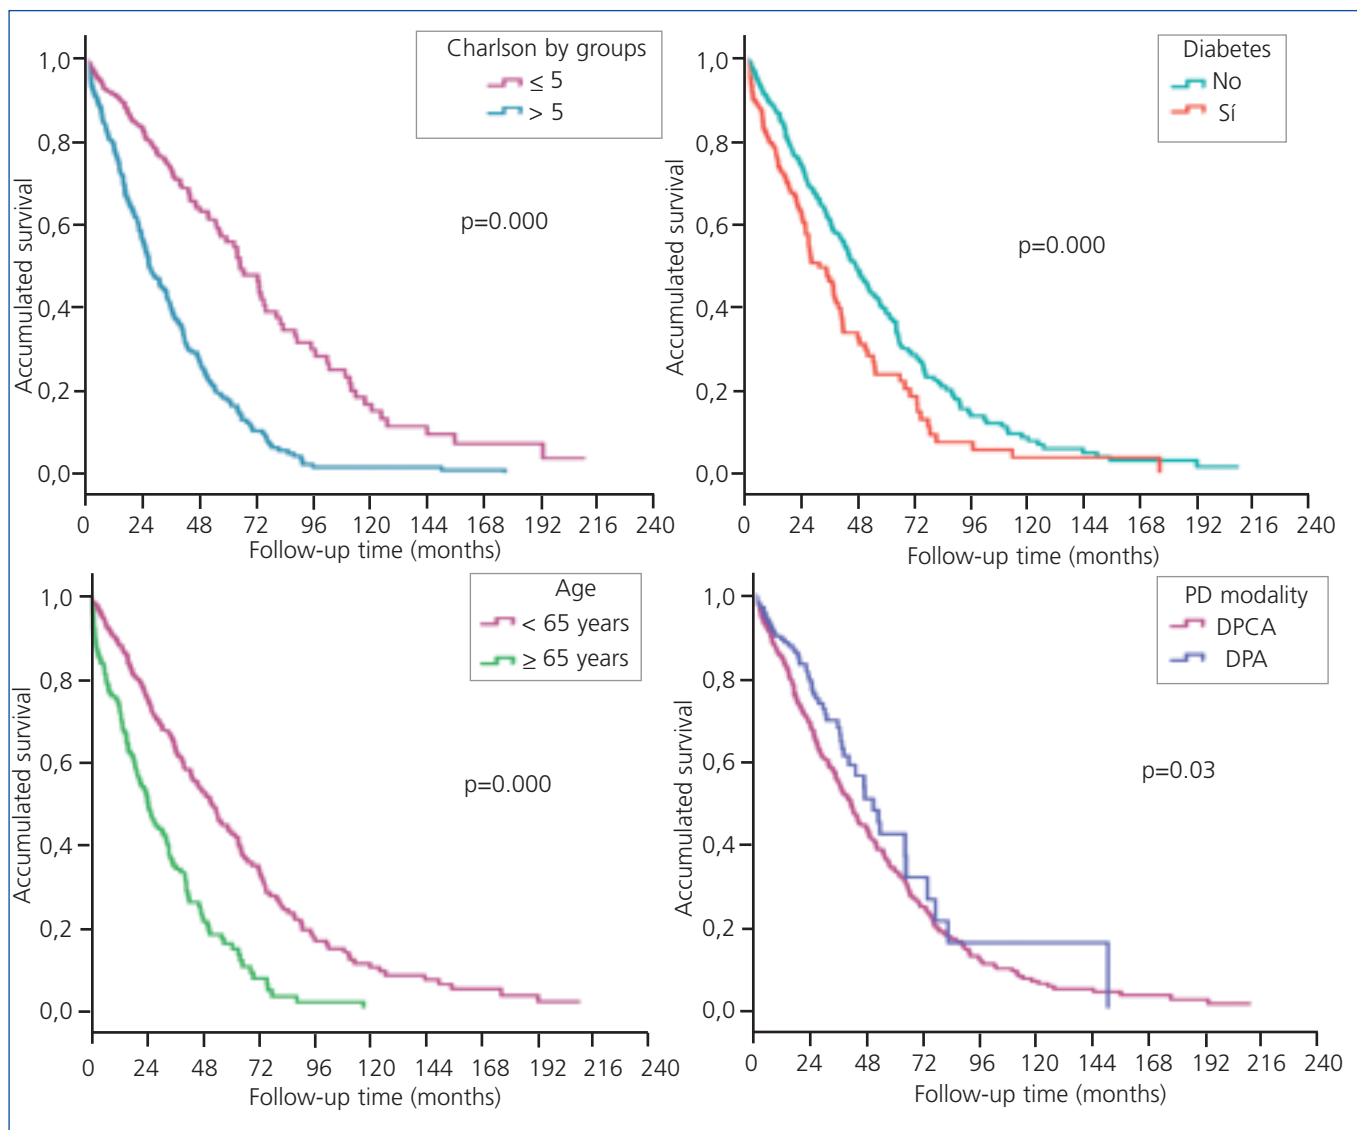 Charlson by groups
≤ 5
> 5
1,0
0,8
0,6
0,4
0,2
0,0
Accumulated survival
p=0.000
0 24 48 72 96 120 144 168 192 216 240
Follow-up time (months)
Diabetes
No
Sí
1,0
0,8
0,6
0,4
0,2
0,0
Accumulated survival
p=0.000
0 24 48 72 96 120 144 168 192 216 240
Follow-up time (months)
Age
< 65 years
≥ 65 years
1,0
0,8
0,6
0,4
0,2
0,0
Accumulated survival
p=0.000
0 24 48 72 96 120 144 168 192 216 240
Follow-up time (months)
PD modality
DPCA
DPA
1,0
0,8
0,6
0,4
0,2
0,0
Accumulated survival
p=0.03
0 24 48 72 96 120 144 168 192 216 240
Follow-up time (months)